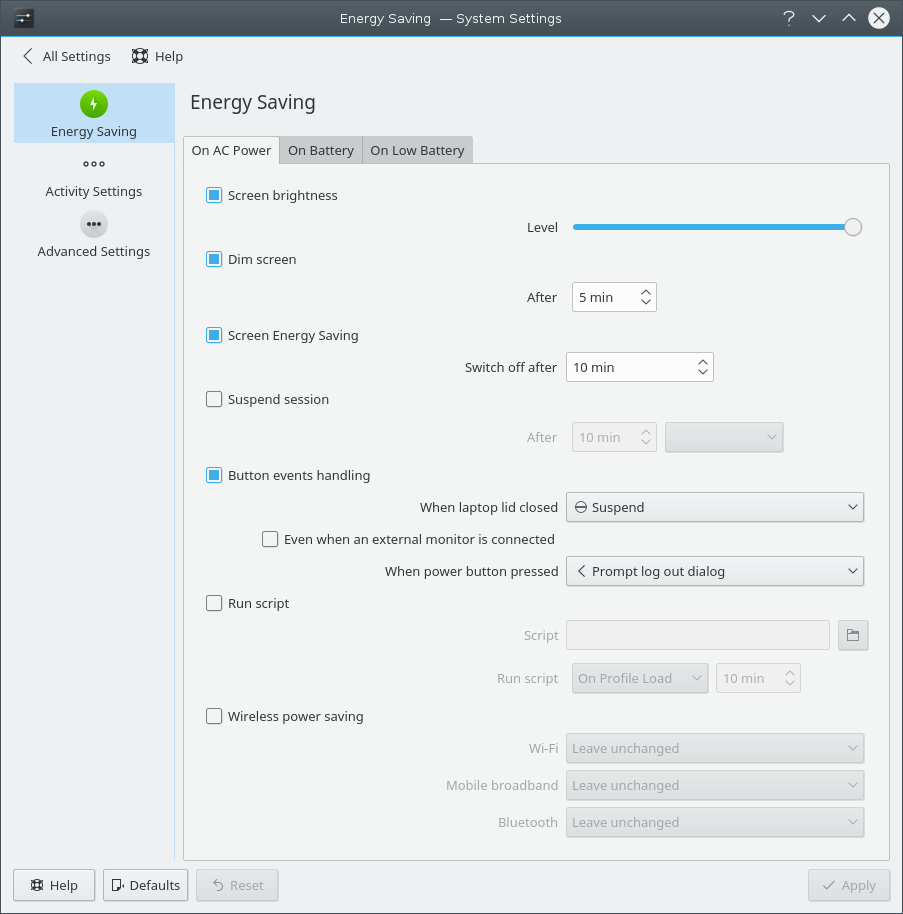 Energy Saving — System Settings
All Settings Help
Energy Saving
Activity Settings
Advanced Settings
Energy Saving
On AC Power On Battery On Low Battery
Screen brightness
Level
Dim screen
After 5 min
Screen Energy Saving
Switch off after 10 min
Suspend session
After 10 min
Button events handling
When laptop lid closed Suspend
Even when an external monitor is connected
When power button pressed Prompt log out dialog
Run script
Script
Run script On Profile Load 10 min
Wireless power saving
Wi-Fi Leave unchanged
Mobile broadband Leave unchanged
Bluetooth Leave unchanged
Help Defaults Reset Apply